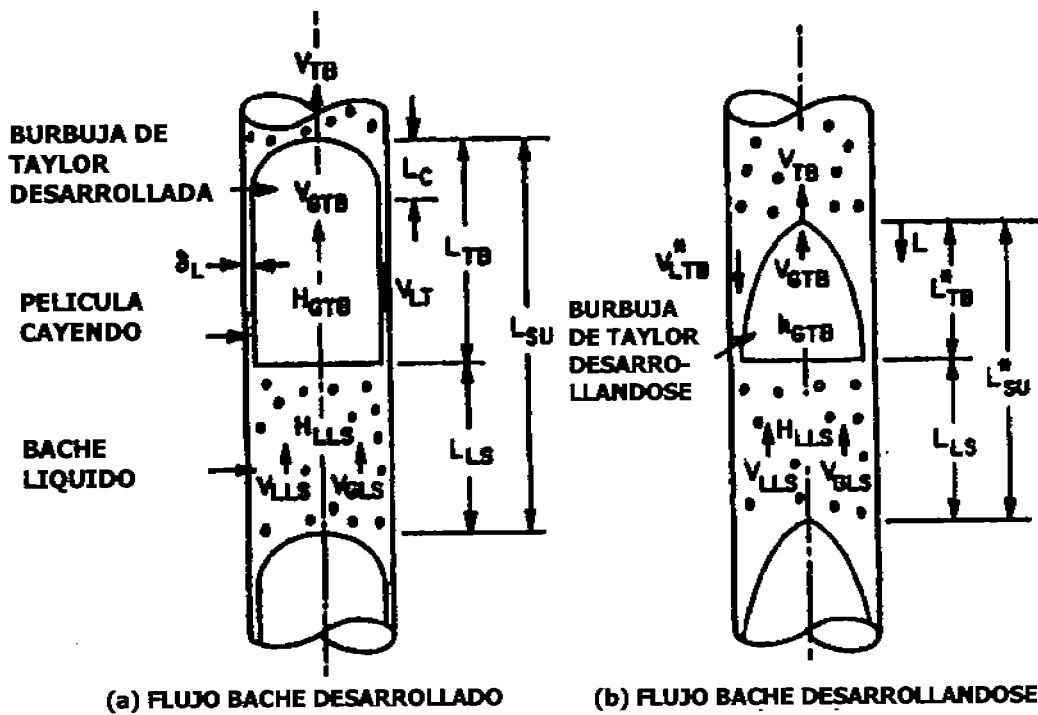 V_TB
BURBUJA DE
TAYLOR
DESARROLLADA
L_C
V_GTB
L_TB
δ_L
H_GTB
V_LT
PELICULA
CAYENDO
L_SU
H_LLS
BACHE
LIQUIDO
V_LLS
V_GLS
L_LS
(a) FLUJO BACHE DESARROLLADO
V_TB
L
V*_LTB
V_GTB
L*_TB
h_GTB
BURBUJA
DE TAYLOR
DESARRO-
LLANDOSE
L*_SU
H_LLS
V_LLS
V_GLS
L_LS
(b) FLUJO BACHE DESARROLLANDOSE